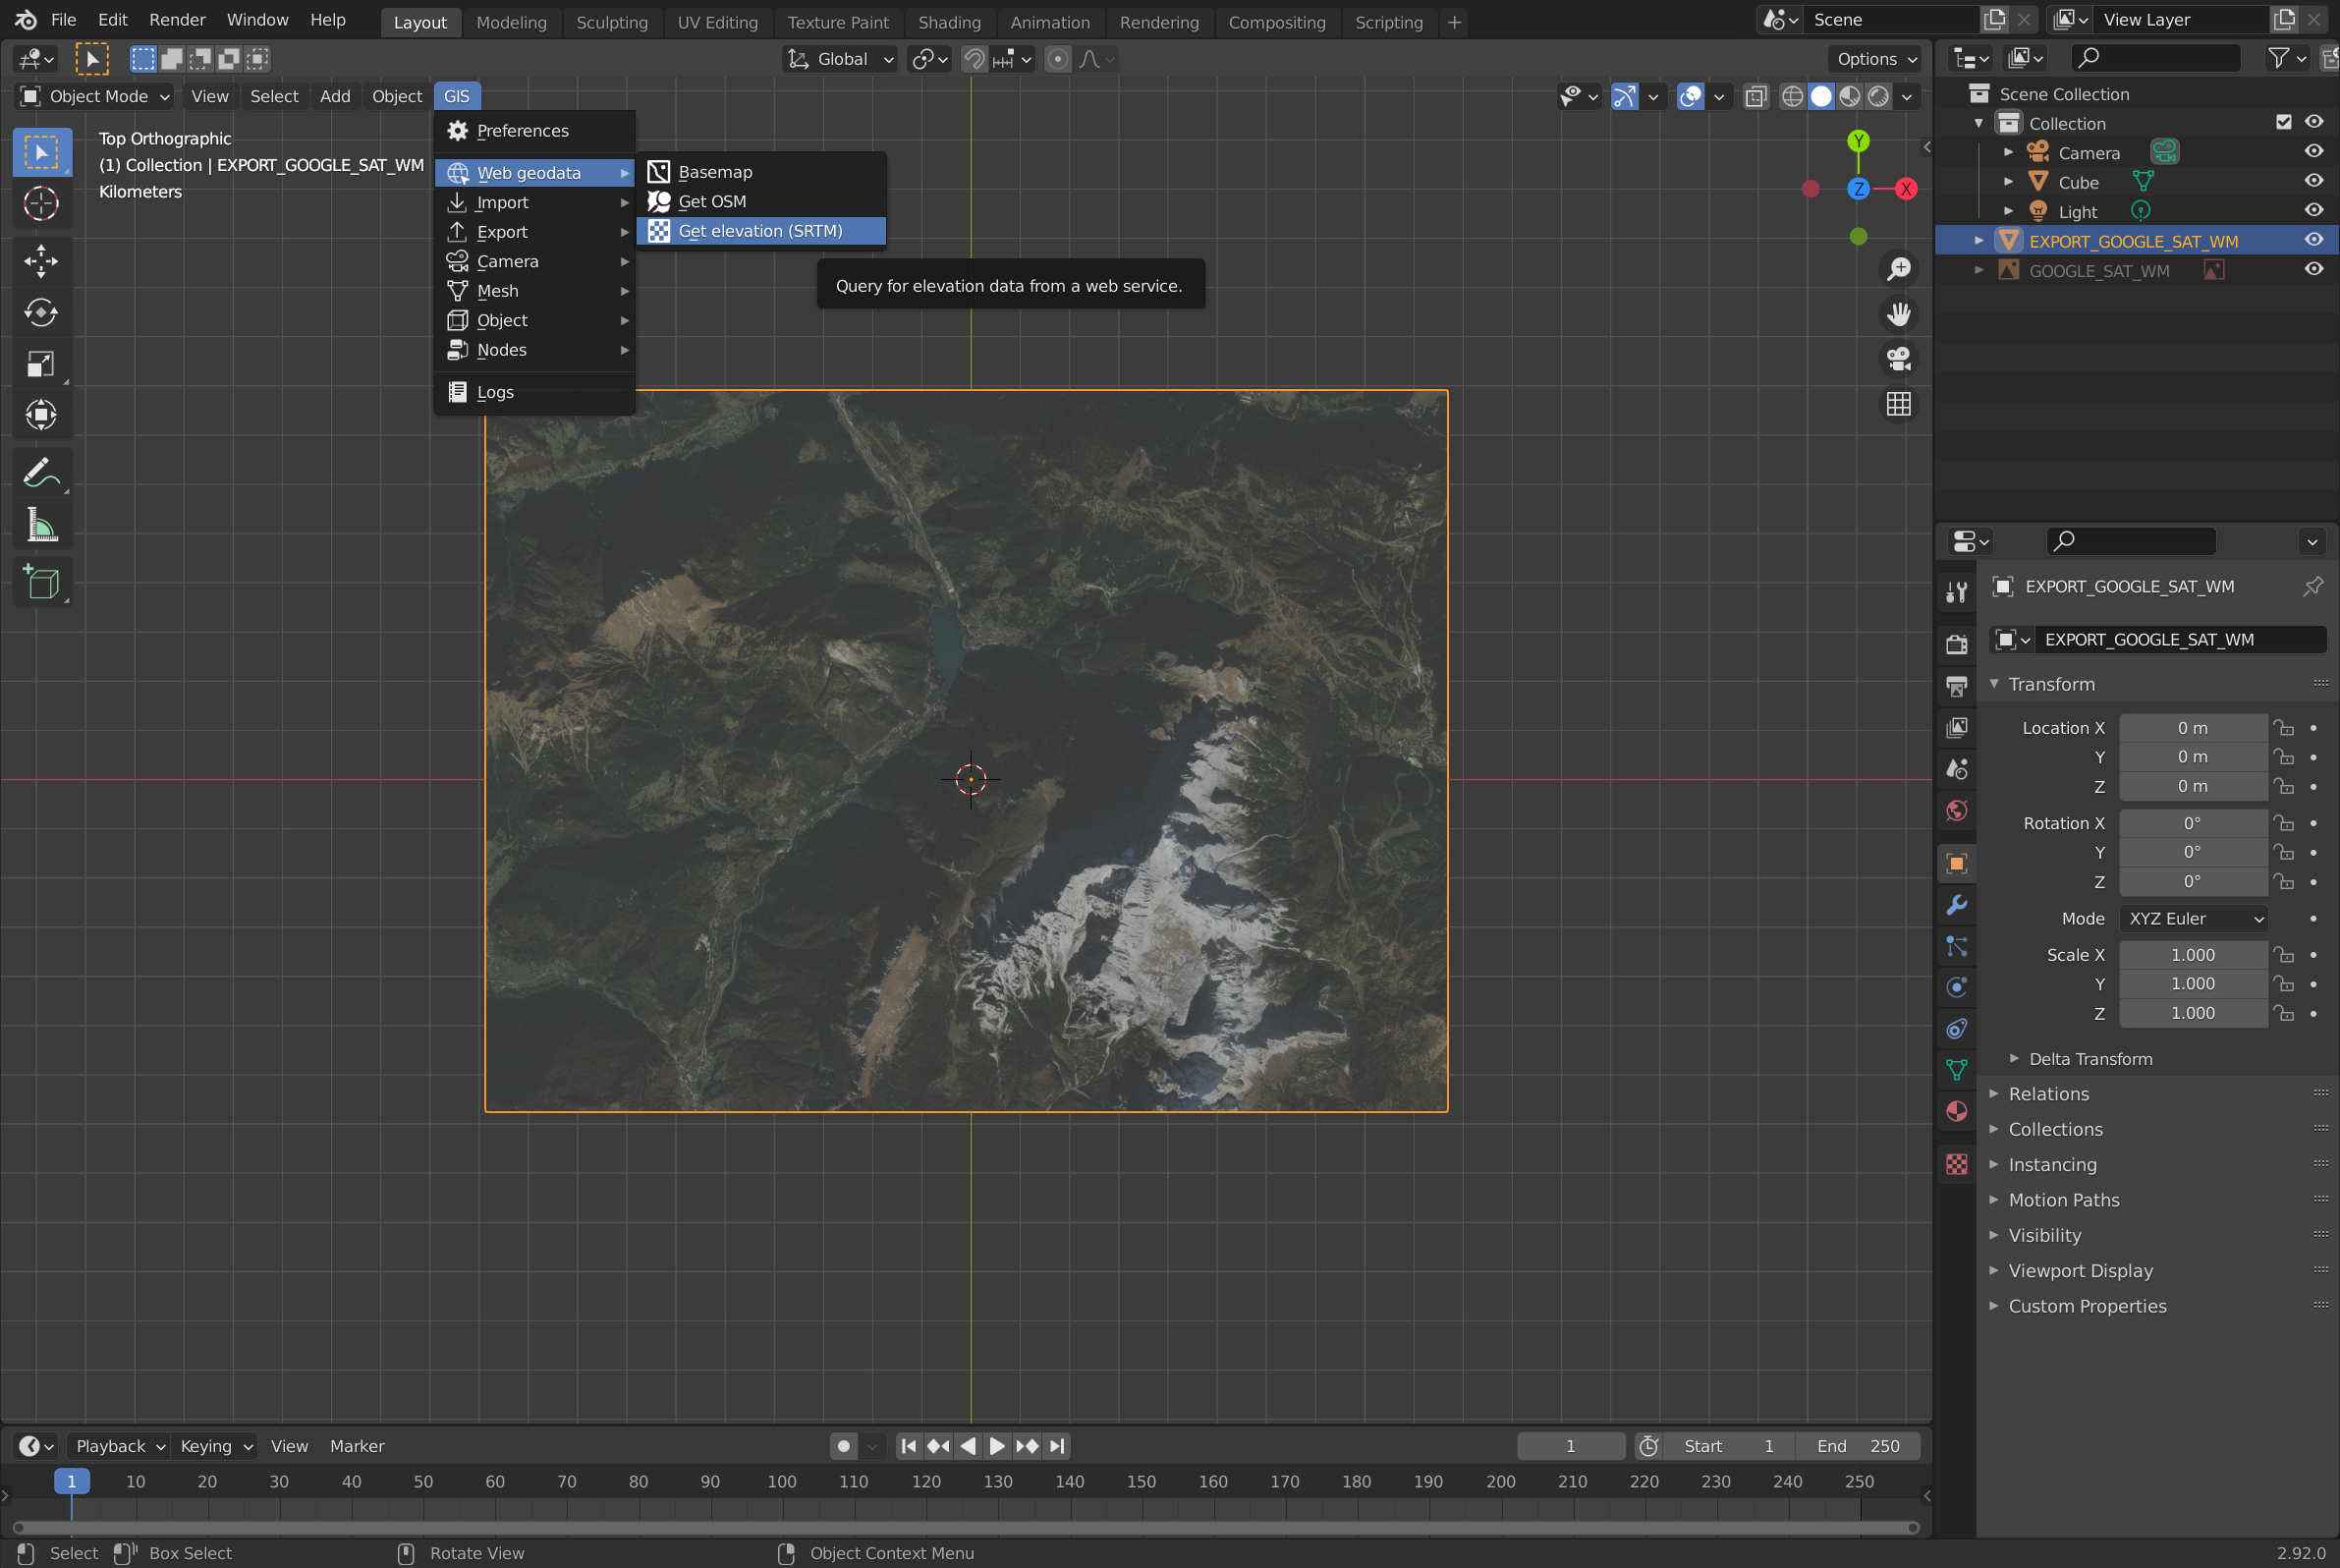 File Edit Render Window Help Layout Modeling Sculpting UV Editing Texture Paint Shading Animation Rendering Compositing Scripting + Scene View Layer
Global Options
Object Mode View Select Add Object GIS
Top Orthographic
(1) Collection | EXPORT_GOOGLE_SAT_WM
Kilometers
Preferences
Web geodata
Import
Export
Camera
Mesh
Object
Nodes
Logs
Basemap
Get OSM
Get elevation (SRTM)
Query for elevation data from a web service.
Y
Z
X
Scene Collection
Collection
Camera
Cube
Light
EXPORT_GOOGLE_SAT_WM
GOOGLE_SAT_WM
EXPORT_GOOGLE_SAT_WM
EXPORT_GOOGLE_SAT_WM
Transform
Location X 0 m
Y 0 m
Z 0 m
Rotation X 0°
Y 0°
Z 0°
Mode XYZ Euler
Scale X 1.000
Y 1.000
Z 1.000
Delta Transform
Relations
Collections
Instancing
Motion Paths
Visibility
Viewport Display
Custom Properties
Playback Keying View Marker 1 Start 1 End 250
1 10 20 30 40 50 60 70 80 90 100 110 120 130 140 150 160 170 180 190 200 210 220 230 240 250
Select Box Select Rotate View Object Context Menu 2.92.0